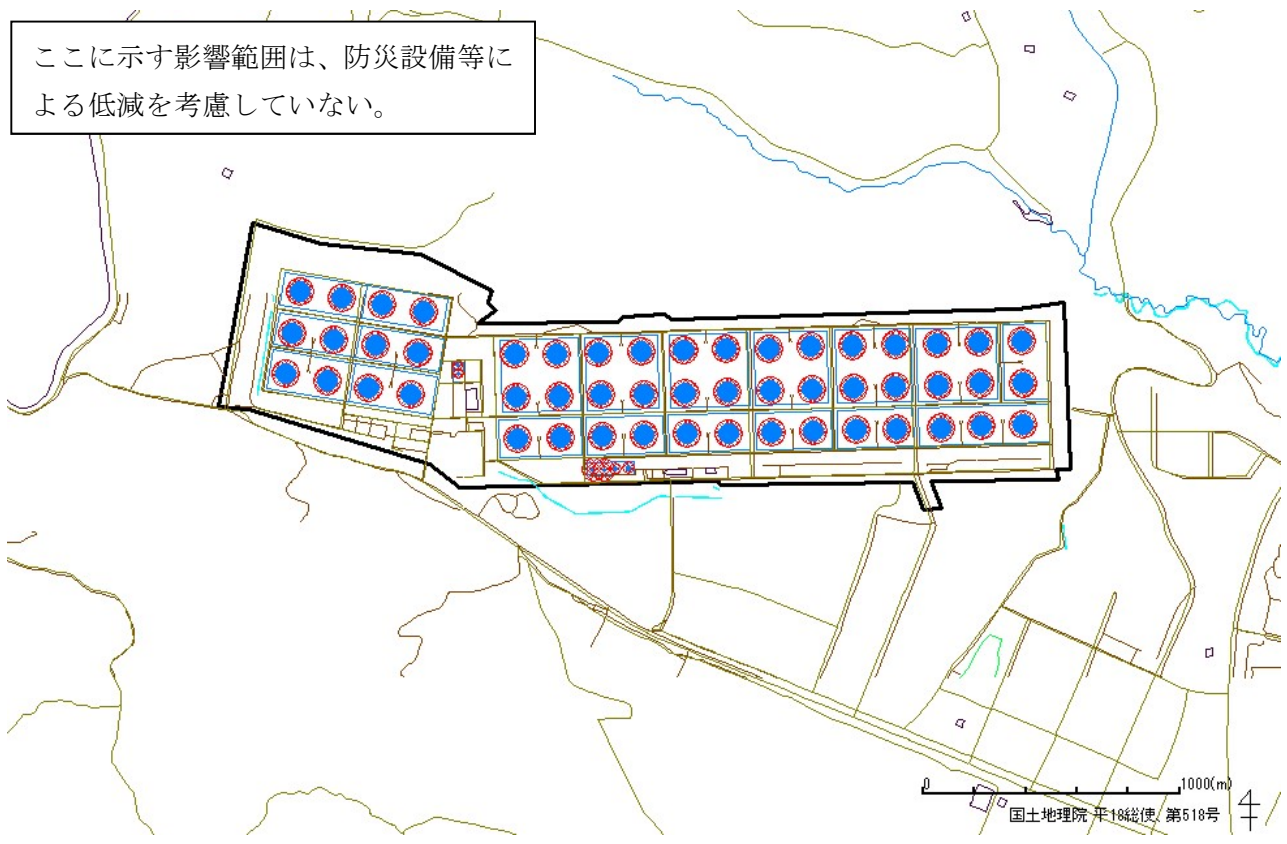 ここに示す影響範囲は、防災設備等に
よる低減を考慮していない。
0 1000(m)
国土地理院 平18総使、第518号